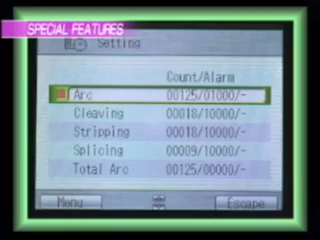 SPECIAL FEATURES
Setting
Count/Alarm
Arc 00125/01000/-
Cleaving 00018/10000/-
Stripping 00018/10000/-
Splicing 00009/10000/-
Total Arc 00125/00000/-
Menu Escape